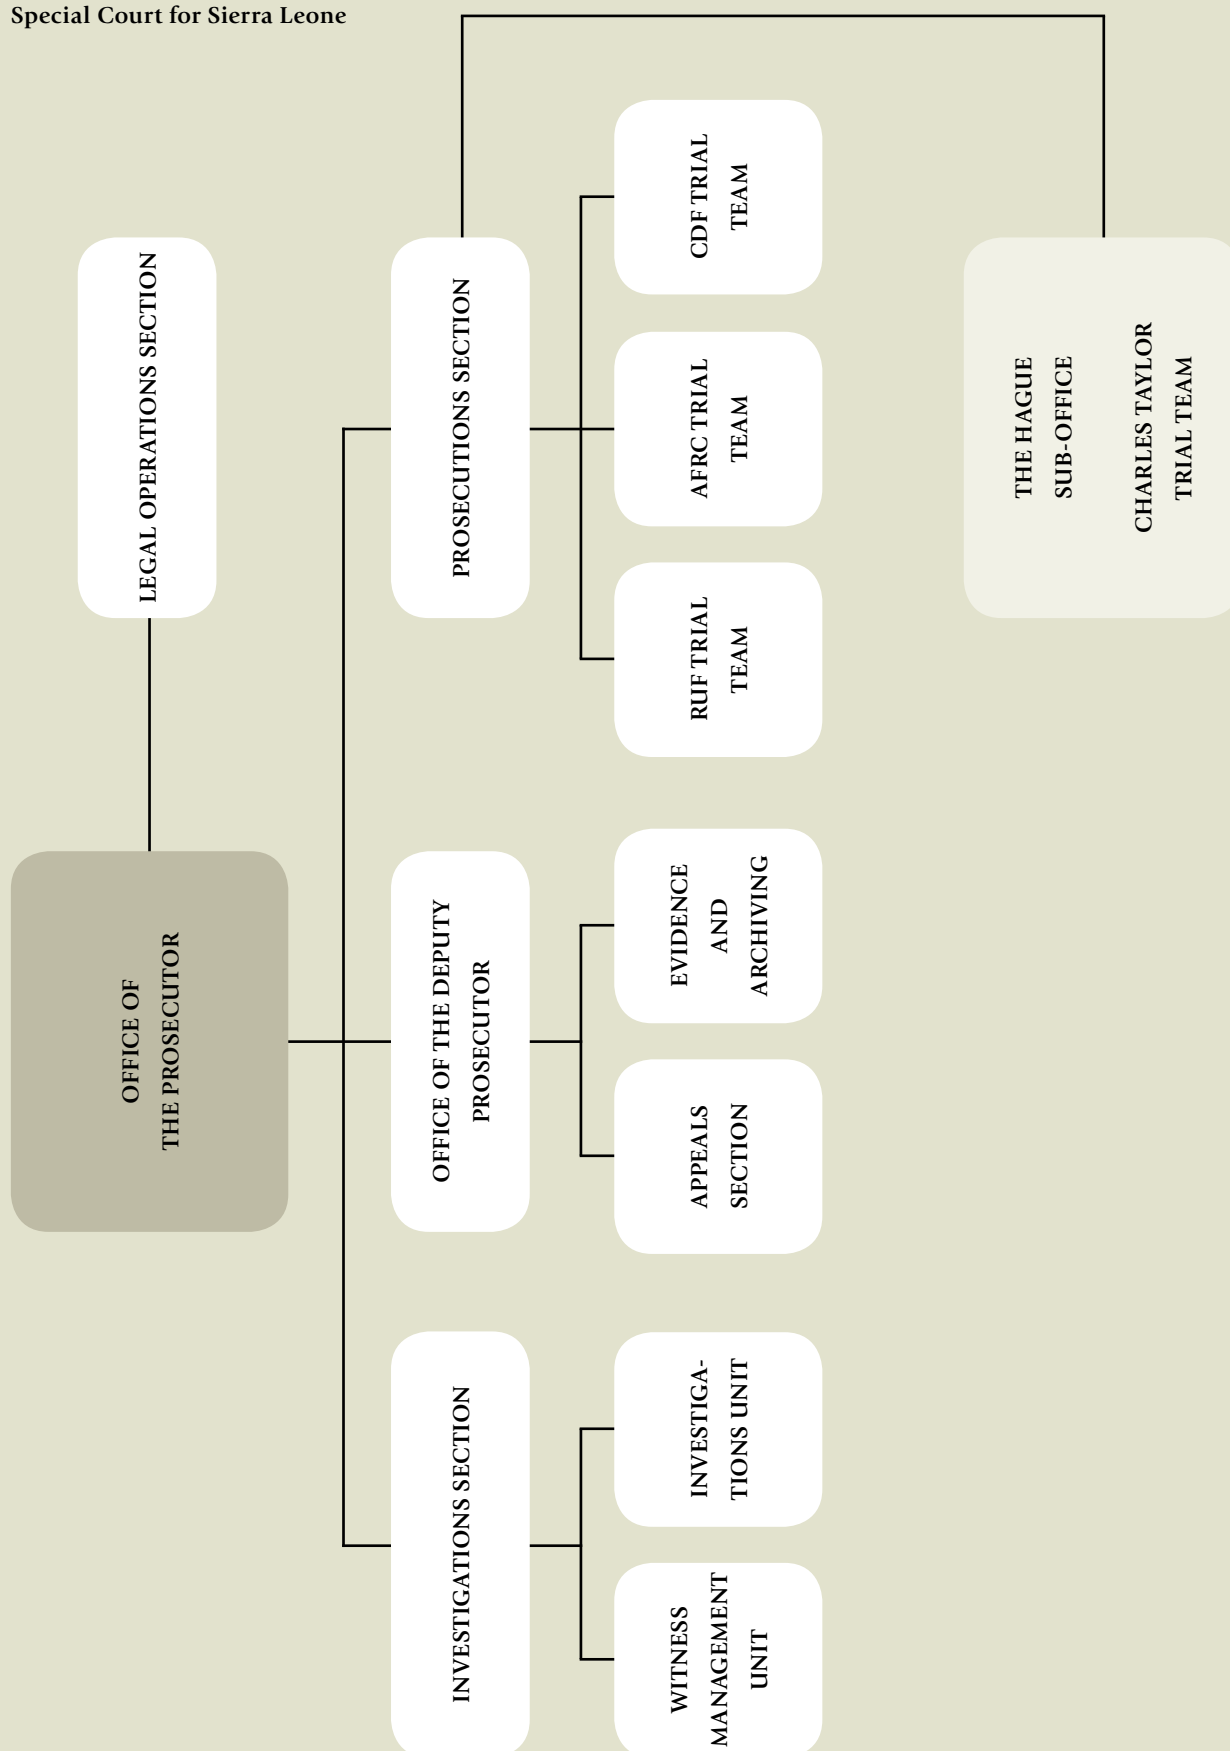 Special Court for Sierra Leone
OFFICE OF
THE PROSECUTOR
LEGAL OPERATIONS SECTION
INVESTIGATIONS SECTION
OFFICE OF THE DEPUTY
PROSECUTOR
PROSECUTIONS SECTION
WITNESS
MANAGEMENT
UNIT
INVESTIGA-
TIONS UNIT
APPEALS
SECTION
EVIDENCE
AND
ARCHIVING
RUF TRIAL
TEAM
AFRC TRIAL
TEAM
CDF TRIAL
TEAM
THE HAGUE
SUB-OFFICE
CHARLES TAYLOR
TRIAL TEAM